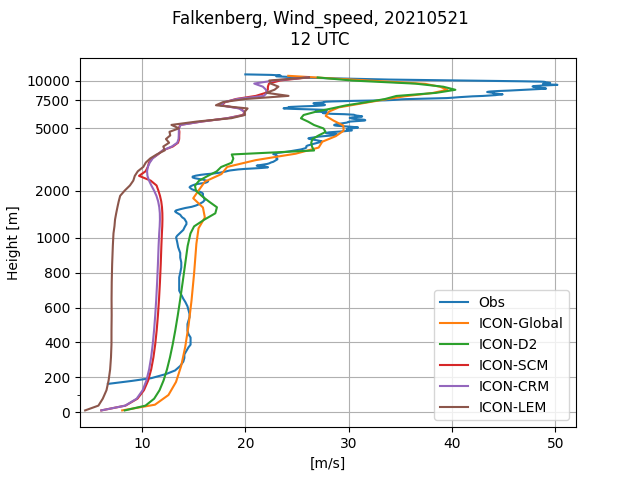 Falkenberg, Wind_speed, 20210521
12 UTC
Height [m]
10000
7500
5000
2000
1000
800
600
400
200
0
Obs
ICON-Global
ICON-D2
ICON-SCM
ICON-CRM
ICON-LEM
10 20 30 40 50
[m/s]